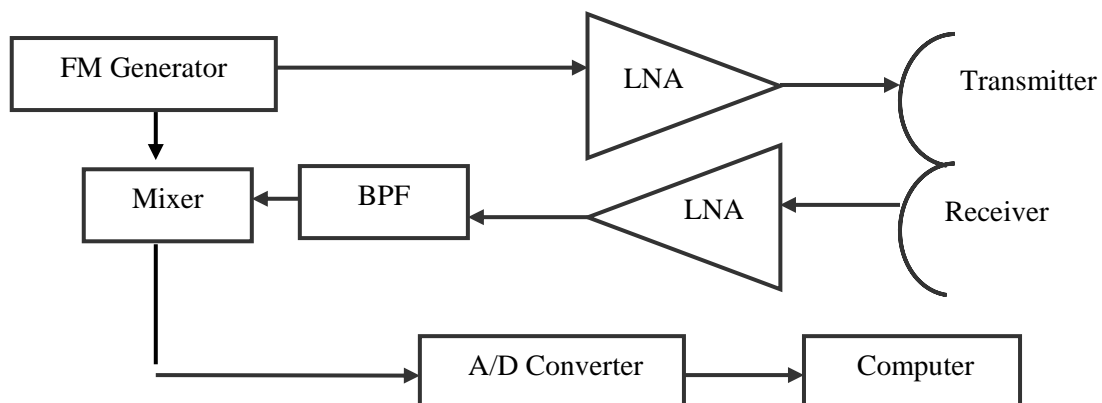 FM Generator
LNA
Transmitter
Mixer
BPF
LNA
Receiver
A/D Converter
Computer